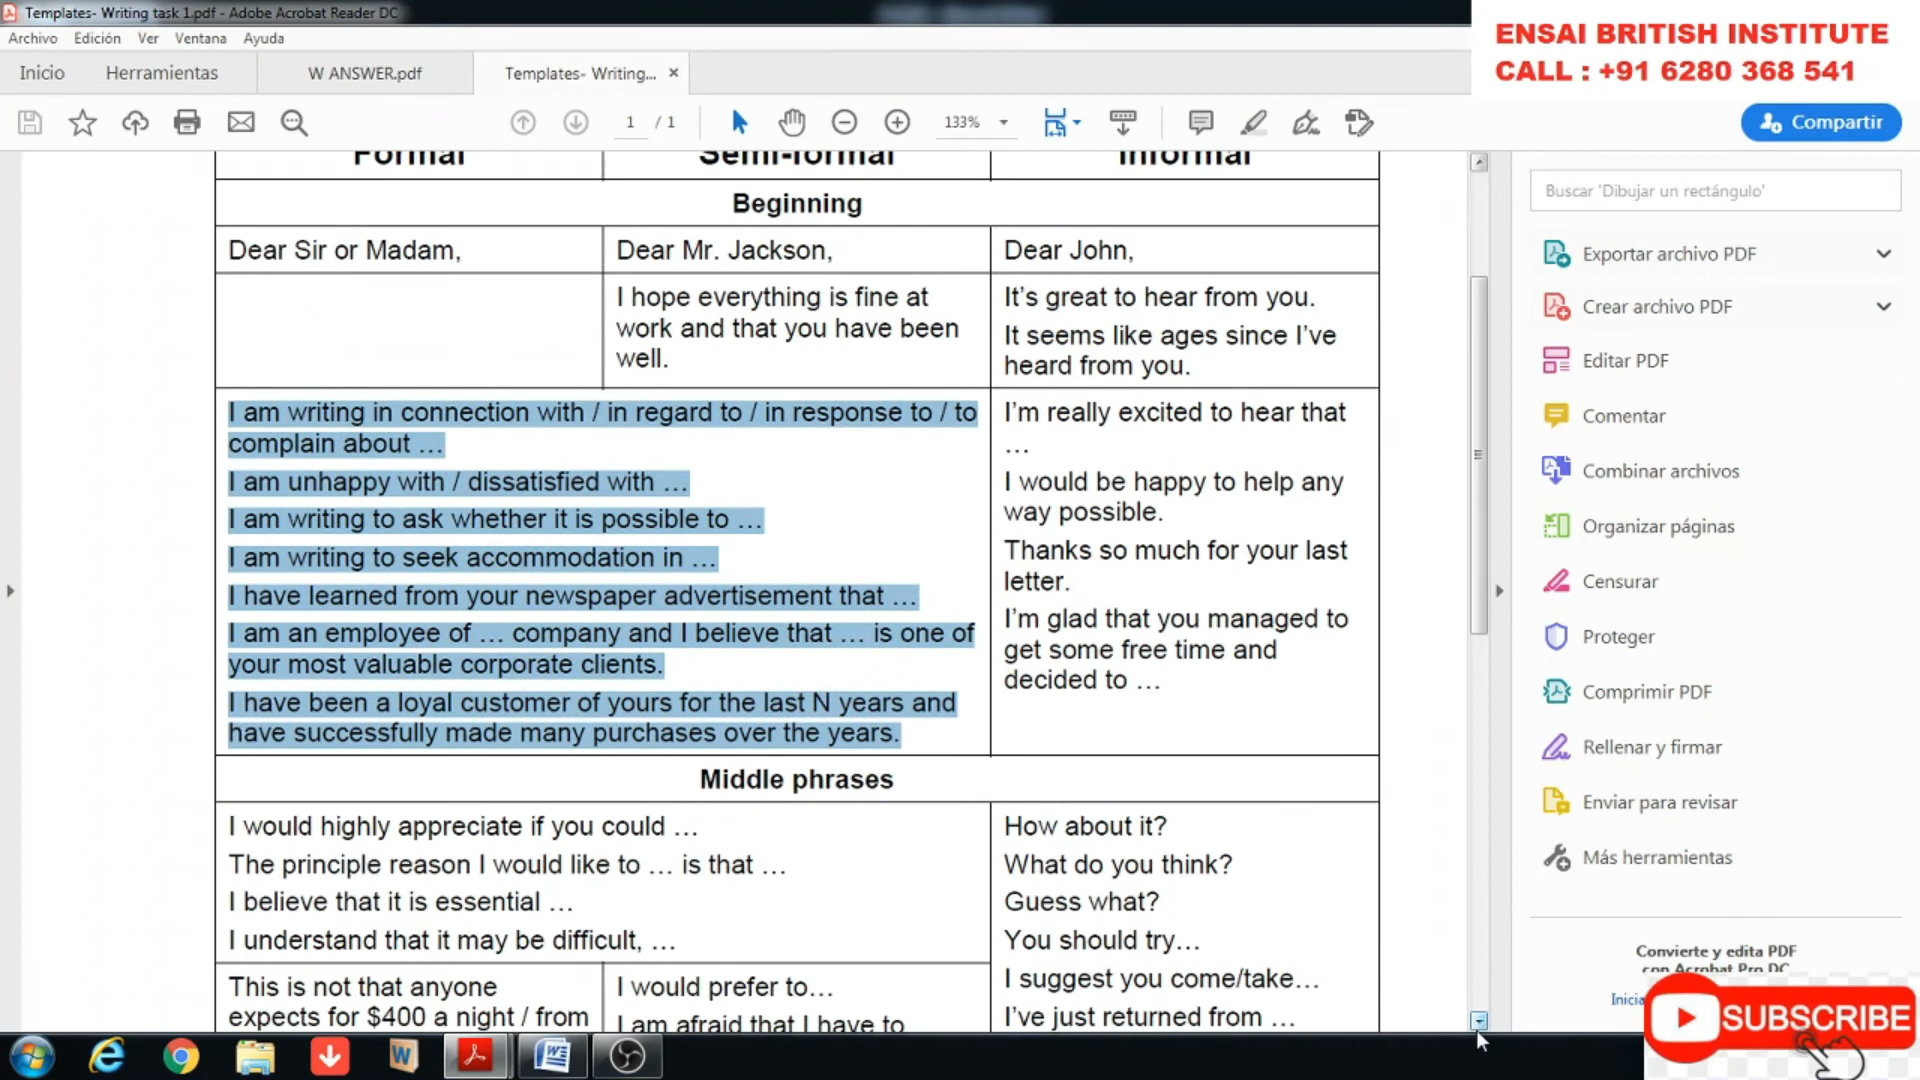 Templates- Writing task 1.pdf - Adobe Acrobat Reader DC
Archivo Edición Ver Ventana Ayuda
Inicio Herramientas W ANSWER.pdf Templates- Writing... ×
ENSAI BRITISH INSTITUTE
CALL : +91 6280 368 541
1 / 1 133% Compartir
Formal Semi-formal Informal
Beginning
Dear Sir or Madam,
Dear Mr. Jackson,
Dear John,
I hope everything is fine at
work and that you have been
well.
It's great to hear from you.
It seems like ages since I've
heard from you.
I am writing in connection with / in regard to / in response to / to
complain about …
I am unhappy with / dissatisfied with …
I am writing to ask whether it is possible to …
I am writing to seek accommodation in …
I have learned from your newspaper advertisement that …
I am an employee of … company and I believe that … is one of
your most valuable corporate clients.
I have been a loyal customer of yours for the last N years and
have successfully made many purchases over the years.
I'm really excited to hear that
…
I would be happy to help any
way possible.
Thanks so much for your last
letter.
I'm glad that you managed to
get some free time and
decided to …
Middle phrases
I would highly appreciate if you could …
The principle reason I would like to … is that …
I believe that it is essential …
I understand that it may be difficult, …
This is not that anyone
expects for $400 a night / from
I would prefer to…
I am afraid that I have to
How about it?
What do you think?
Guess what?
You should try…
I suggest you come/take…
I've just returned from …
Buscar 'Dibujar un rectángulo'
Exportar archivo PDF
Crear archivo PDF
Editar PDF
Comentar
Combinar archivos
Organizar páginas
Censurar
Proteger
Comprimir PDF
Rellenar y firmar
Enviar para revisar
Más herramientas
Convierte y edita PDF
con Acrobat Pro DC
SUBSCRIBE